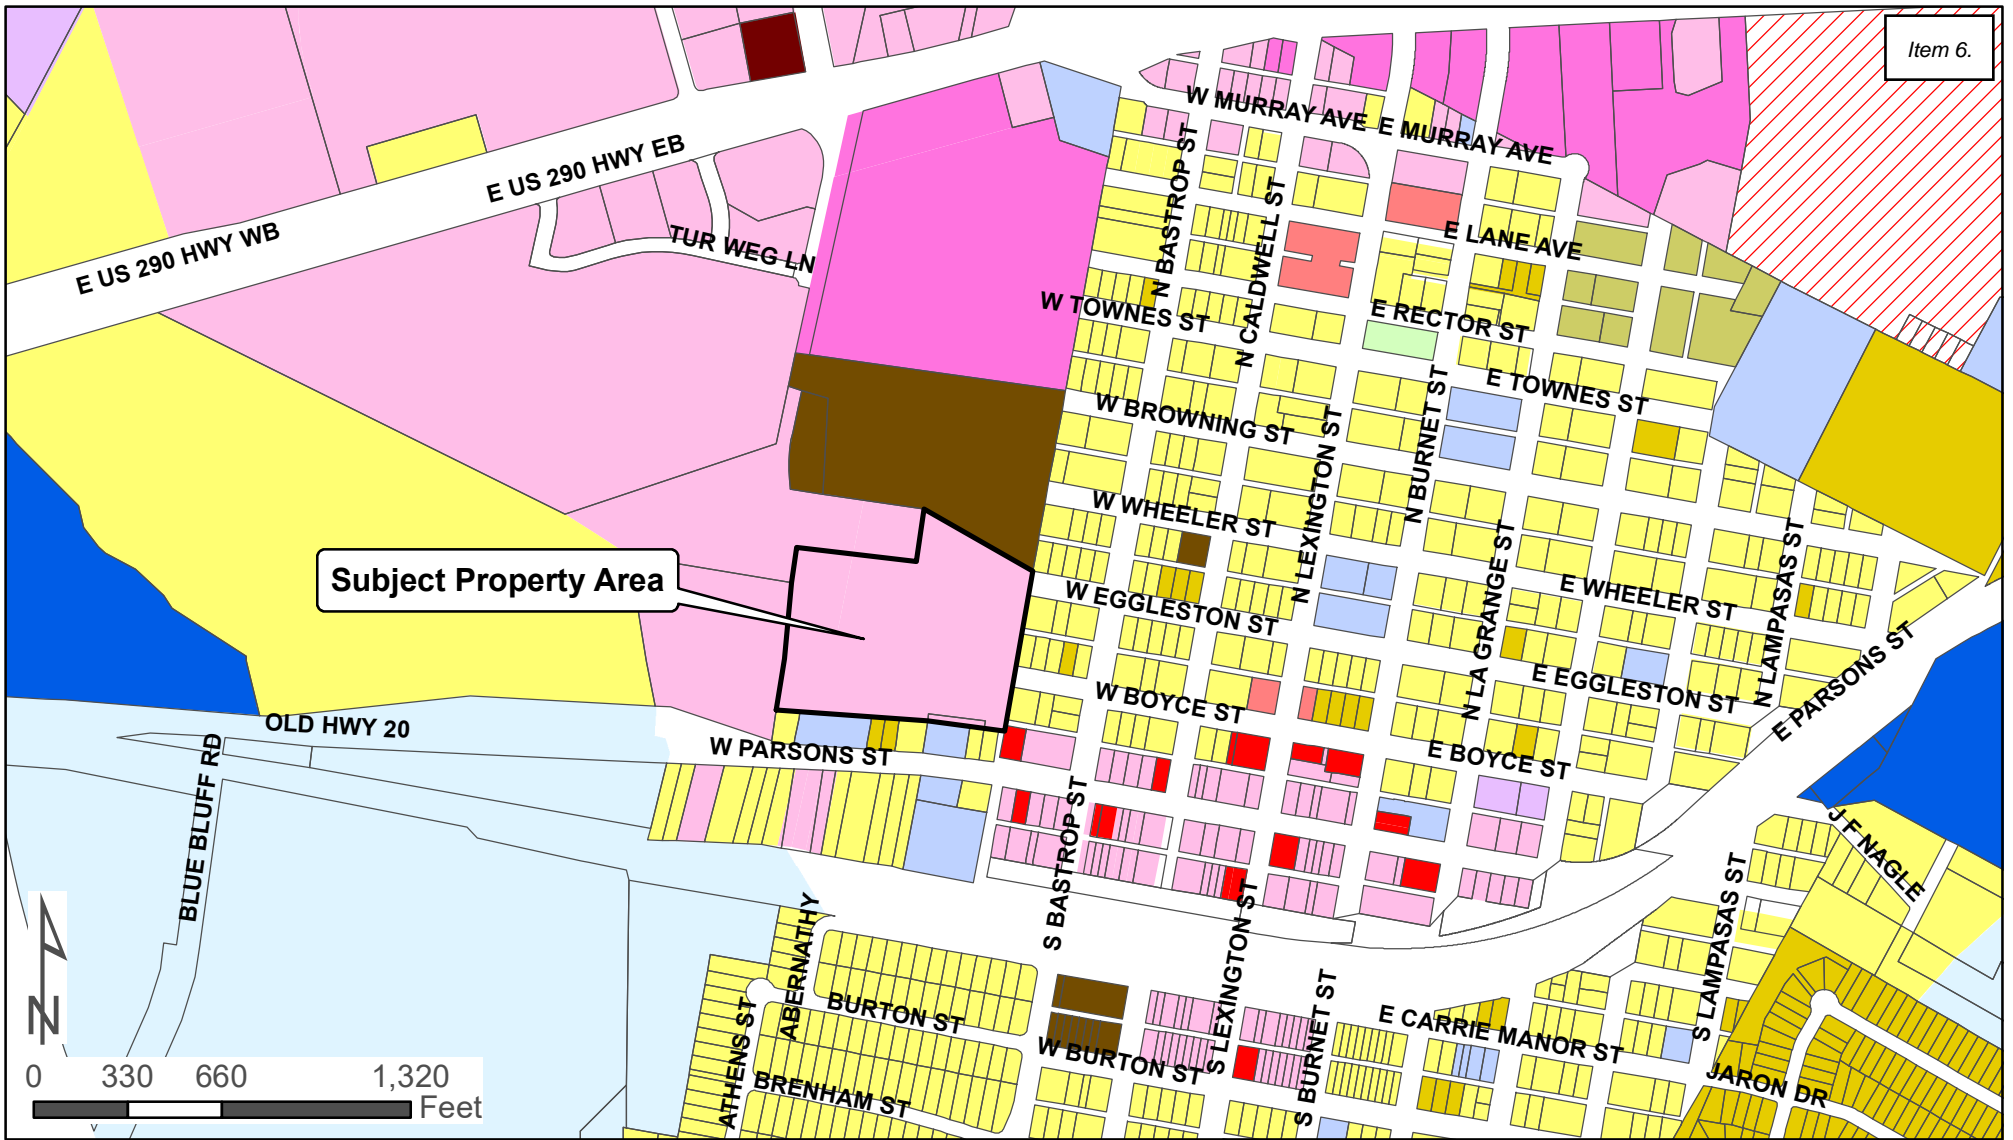 Item 6.
W MURRAY AVE
E MURRAY AVE
E US 290 HWY EB
E US 290 HWY WB
TUR WEG LN
N BASTROP ST
N CALDWELL ST
E LANE AVE
W TOWNES ST
E RECTOR ST
E TOWNES ST
W BROWNING ST
N BURNET ST
N LEXINGTON ST
W WHEELER ST
Subject Property Area
W EGGLESTON ST
E WHEELER ST
N LA GRANGE ST
N LAMPASAS ST
E EGGLESTON ST
E PARSONS ST
W BOYCE ST
OLD HWY 20
W PARSONS ST
E BOYCE ST
BLUE BLUFF RD
S BASTROP ST
J F NAGLE
S LAMPASAS ST
S LEXINGTON ST
ABERNATHY
ATHENS ST
BURTON ST
W BURTON ST
S BURNET ST
E CARRIE MANOR ST
BRENHAM ST
JARON DR
N
0 330 660 1,320
Feet